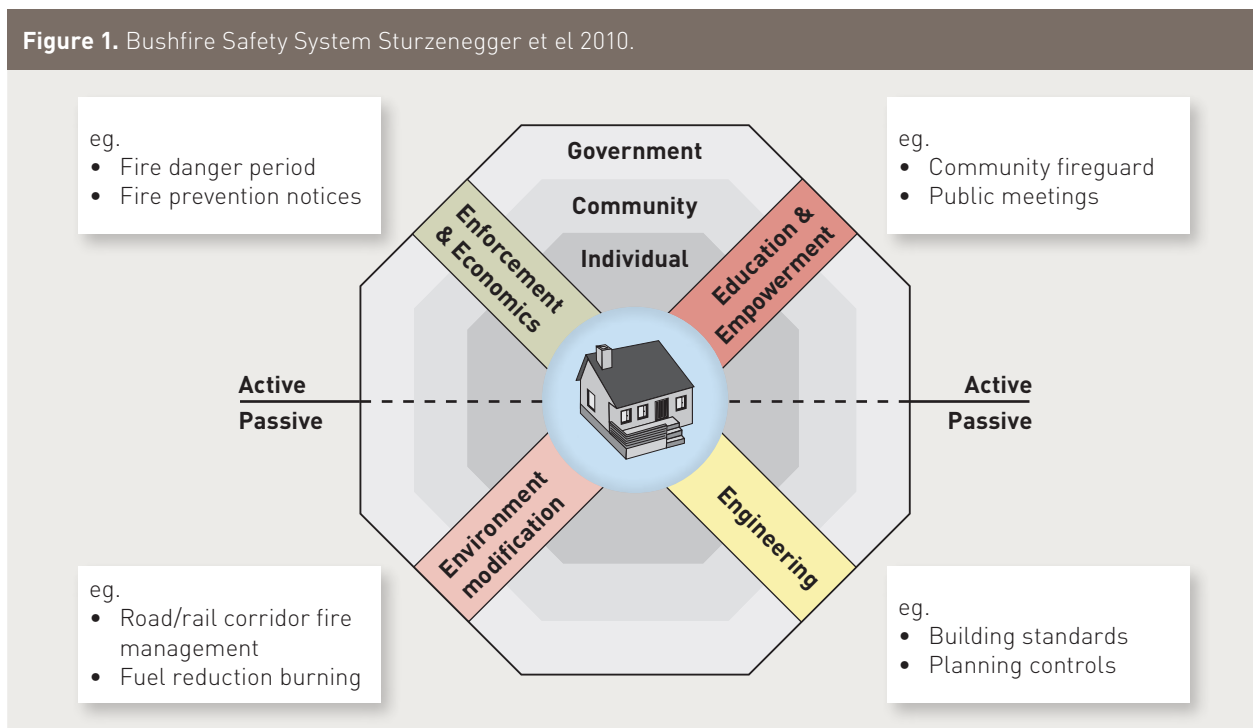 Figure 1. Bushfire Safety System Sturzenegger et el 2010.
eg.
• Fire danger period
• Fire prevention notices
eg.
• Community fireguard
• Public meetings
Government
Community
Individual
Enforcement
& Economics
Education &
Empowerment
Active
Passive
Active
Passive
Environment
modification
Engineering
eg.
• Road/rail corridor fire
management
• Fuel reduction burning
eg.
• Building standards
• Planning controls